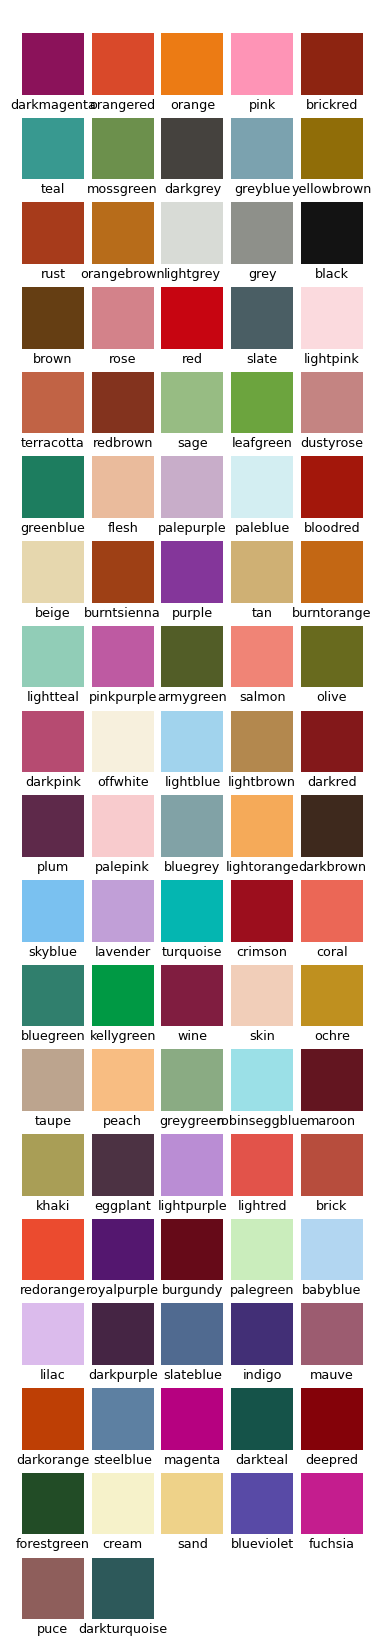 darkmagenta orangered orange pink brickred
teal mossgreen darkgrey greyblue yellowbrown
rust orangebrown lightgrey grey black
brown rose red slate lightpink
terracotta redbrown sage leafgreen dustyrose
greenblue flesh palepurple paleblue bloodred
beige burntsienna purple tan burntorange
lightteal pinkpurple armygreen salmon olive
darkpink offwhite lightblue lightbrown darkred
plum palepink bluegrey lightorange darkbrown
skyblue lavender turquoise crimson coral
bluegreen kellygreen wine skin ochre
taupe peach greygreen robinseggblue maroon
khaki eggplant lightpurple lightred brick
redorange royalpurple burgundy palegreen babyblue
lilac darkpurple slateblue indigo mauve
darkorange steelblue magenta darkteal deepred
forestgreen cream sand blueviolet fuchsia
puce darkturquoise